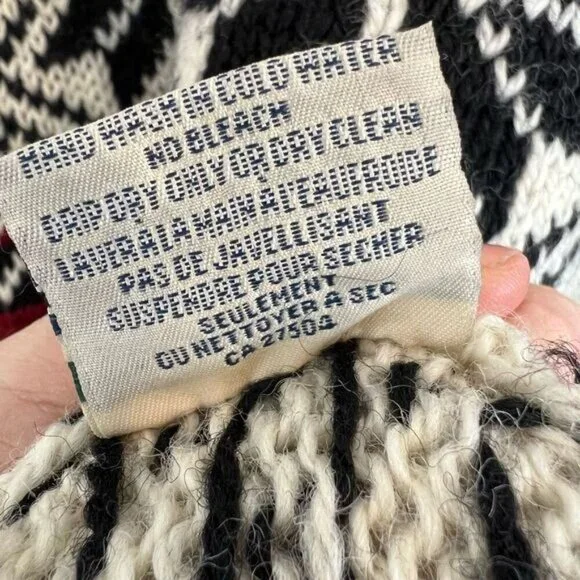 HAND WASH IN COLD WATER
NO BLEACH
DRIP DRY ONLY OR DRY CLEAN
LAVER A LA MAIN A L'EAU FROIDE
PAS DE JAVELLISANT
SUSPENDRE POUR SECHER
SEULEMENT
OU NETTOYER A SEC
CA 27504